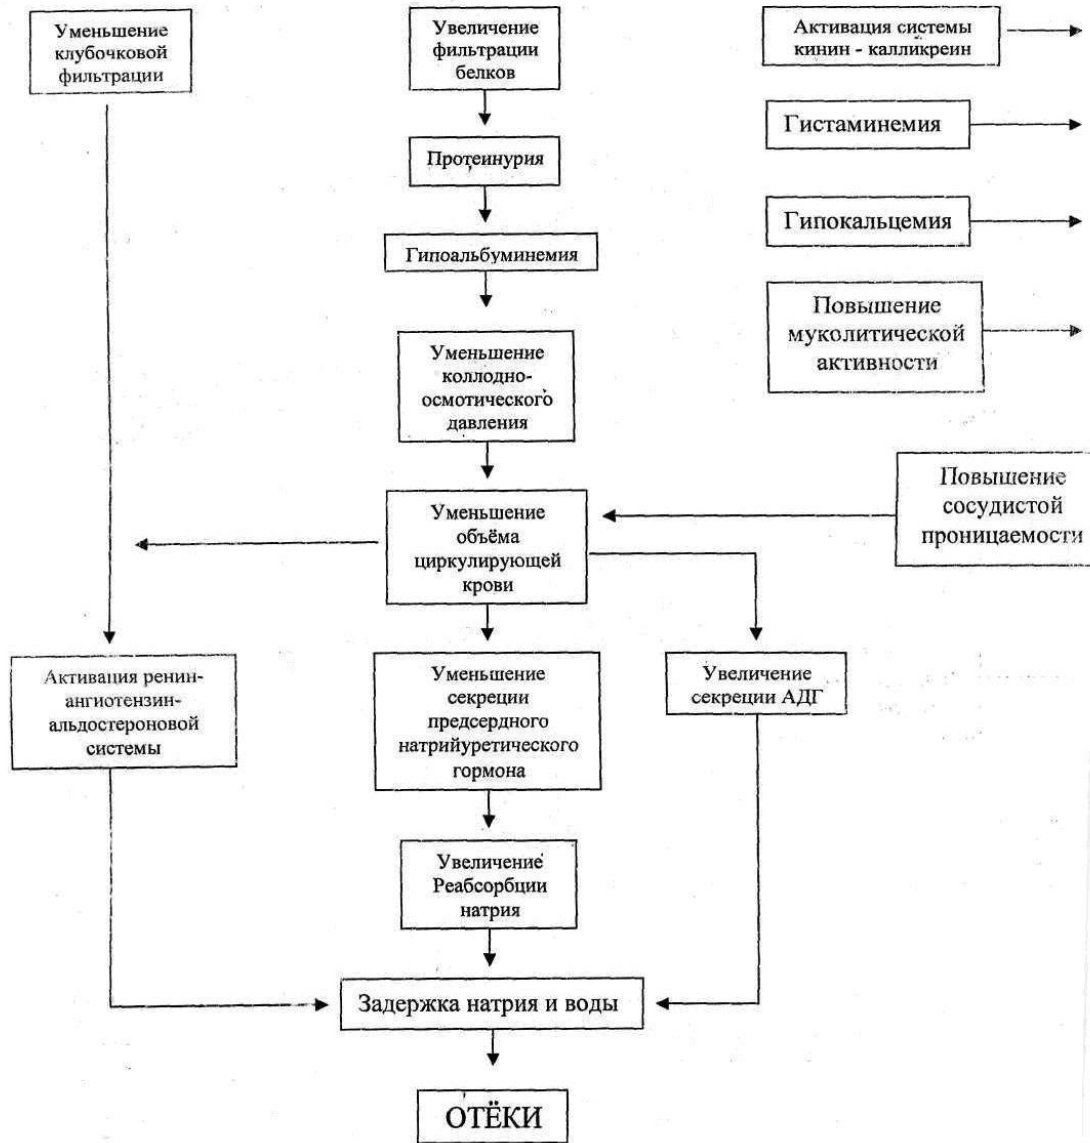 Уменьшение
клубочковой
фильтрации
Увеличение
фильтрации
белков
Активация системы
кинин - калликреин
Гистаминемия
Протеинурия
Гипокальцемия
Гипоальбуминемия
Повышение
муколитической
активности
Уменьшение
коллодно-
осмотического
давления
Повышение
сосудистой
проницаемости
Уменьшение
объёма
циркулирующей
крови
Активация ренин-
ангиотензин-
альдостероновой
системы
Уменьшение
секреции
предсердного
натрийуретического
гормона
Увеличение
секреции АДГ
Увеличение
Реабсорбции
натрия
Задержка натрия и воды
ОТЁКИ